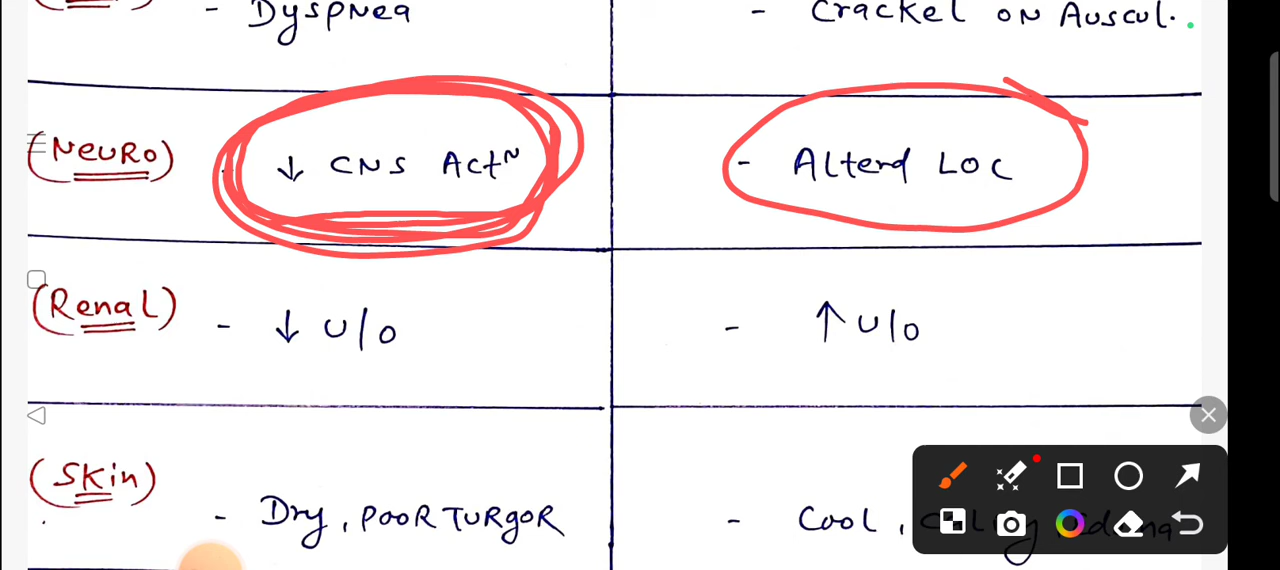 - Dyspnea - Crackel ON Auscul.
(Neuro) ↓ CNS Actᴺ - Alterd LOC
(Renal) - ↓ U/O - ↑ U/O
(Skin) - Dry, POOR TURgOR - Cool,